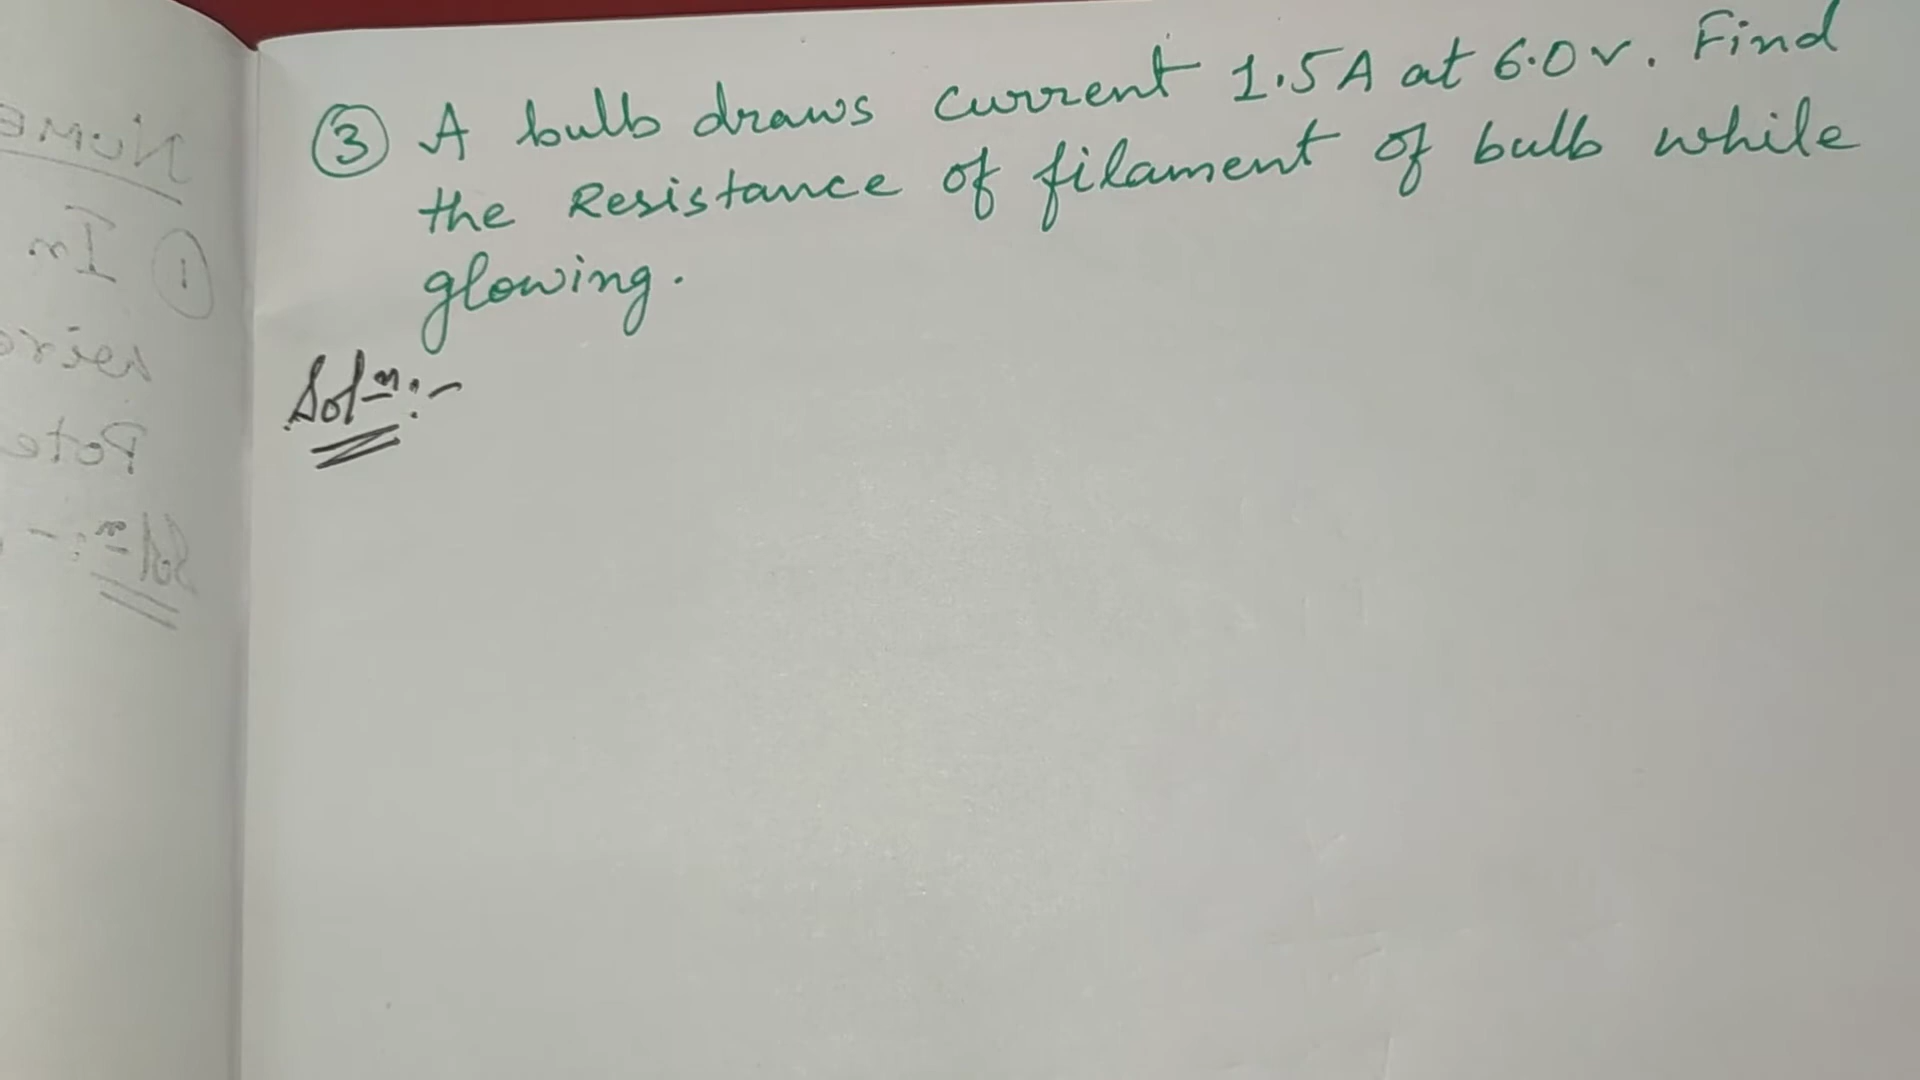 ③ A bulb draws current 1.5A at 6.0v. Find
the Resistance of filament of bulb while
glowing.
Solⁿ:-